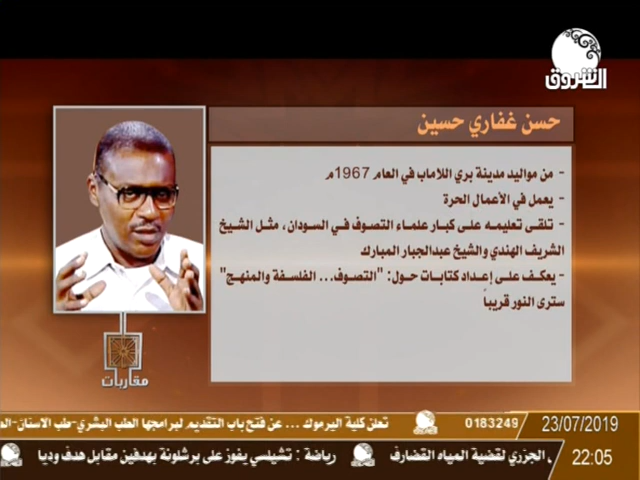 الشروق
حسن غفاري حسين
- من مواليد مدينة بري اللاماب في العام 1967م
- يعمل في الأعمال الحرة
- تلقى تعليمه على كبار علماء التصوف في السودان، مثل الشيخ
الشريف الهندي والشيخ عبدالجبار المبارك
- يعكف على إعداد كتابات حول: "التصوف... الفلسفة والمنهج"
سترى النور قريباً
مقاربات
0183249 تعلن كلية اليرموك ... عن فتح باب التقديم لبرامجها الطب البشري-طب الاسنان-الم
23/07/2019
الجزري لقضية المياه القضارف رياضة : تشيلسي يفوز على برشلونة بهدفين مقابل هدف وديا
22:05